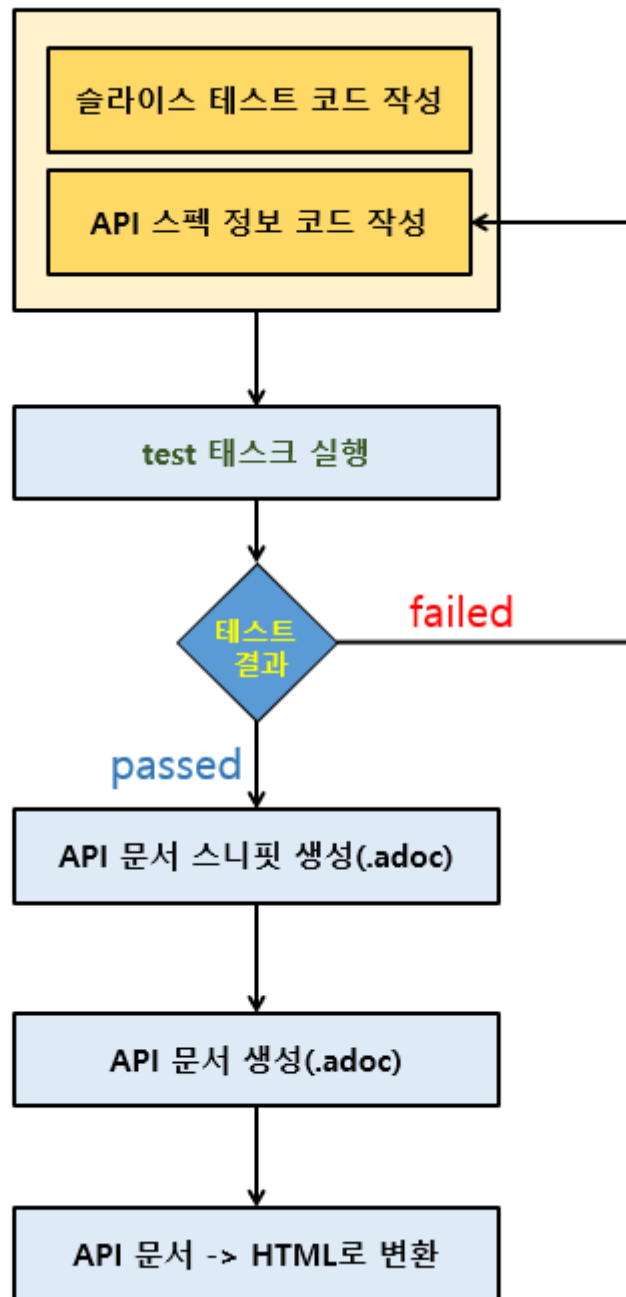 슬라이스 테스트 코드 작성
API 스펙 정보 코드 작성
test 태스크 실행
테스트
결과
failed
passed
API 문서 스니핏 생성(.adoc)
API 문서 생성(.adoc)
API 문서 -> HTML로 변환